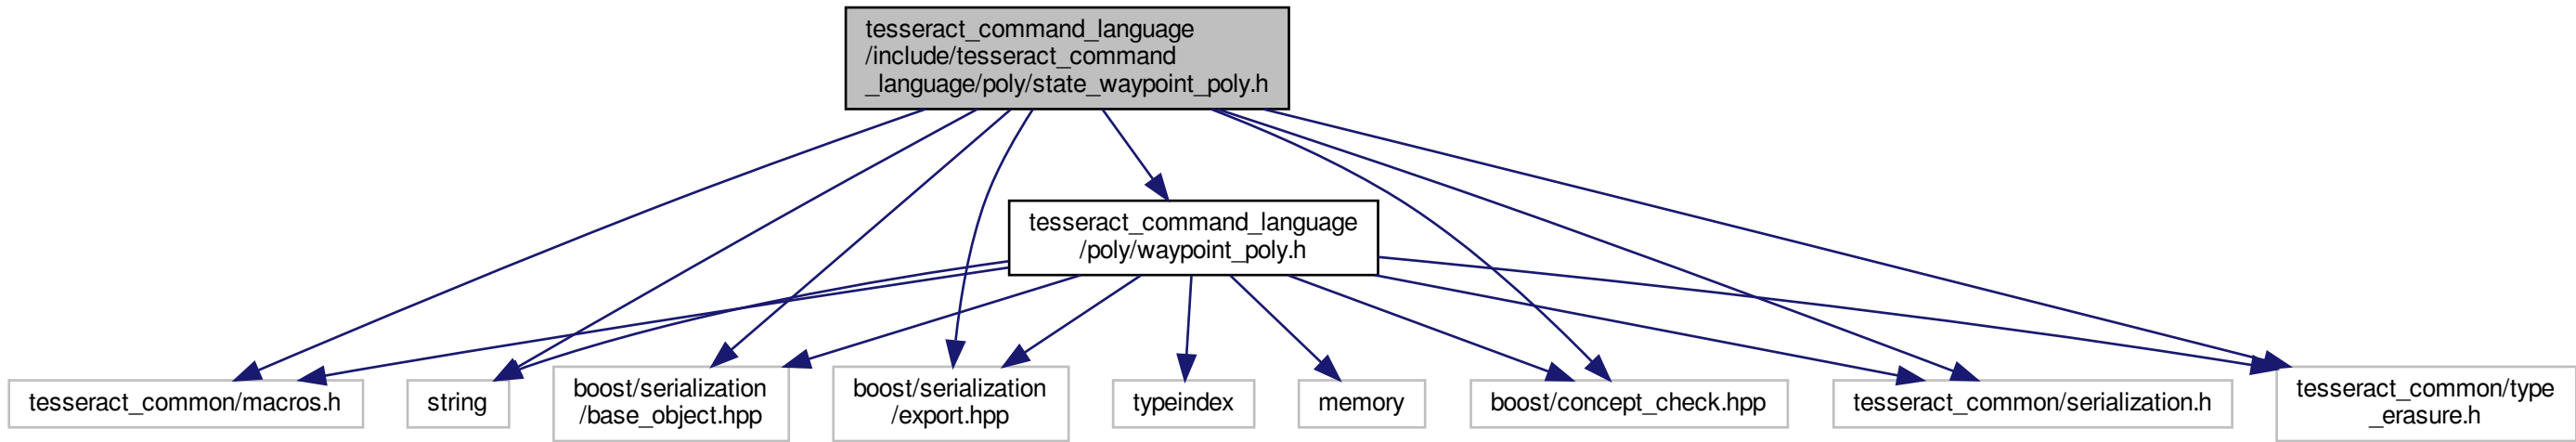 tesseract_command_language
/include/tesseract_command
_language/poly/state_waypoint_poly.h
tesseract_command_language
/poly/waypoint_poly.h
tesseract_common/macros.h
string
boost/serialization
/base_object.hpp
boost/serialization
/export.hpp
typeindex
memory
boost/concept_check.hpp
tesseract_common/serialization.h
tesseract_common/type
_erasure.h